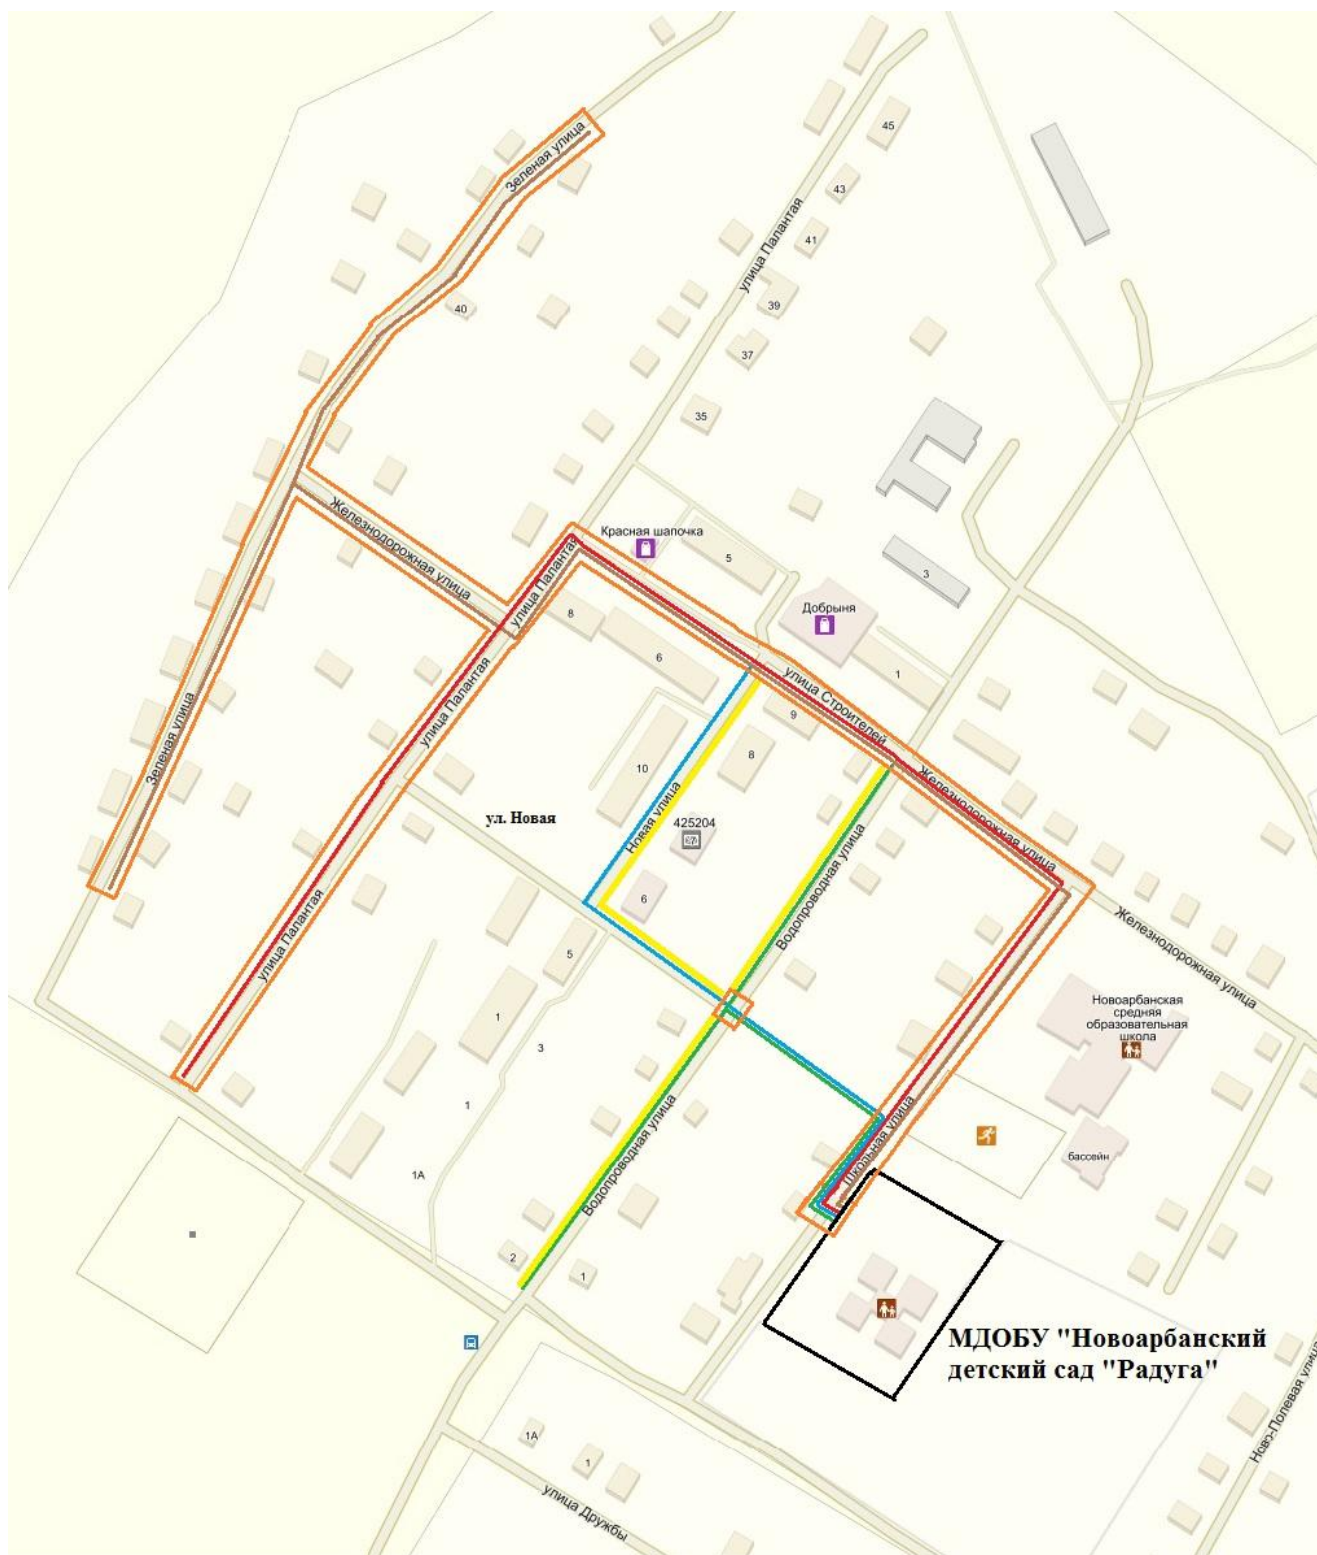 45
Зеленая улица
43
улица Палантая
41
39
40
37
35
Железнодорожная улица
Красная шапочка
5
3
улица Палантая
8
Добрыня
6
улица Палантая
1
улица Строителей
Зеленая улица
9
8
10
Железнодорожная улица
Новая улица
ул. Новая
425204
6
Водопроводная улица
улица Палантая
Железнодорожная улица
5
Новоарбанская
средняя
образовательная
школа
1
3
1
Школьная улица
бассейн
1А
Водопроводная улица
2
1
МДОБУ "Новоарбанский
детский сад "Радуга"
Ново-Полевая улица
1А
1
улица Дружбы